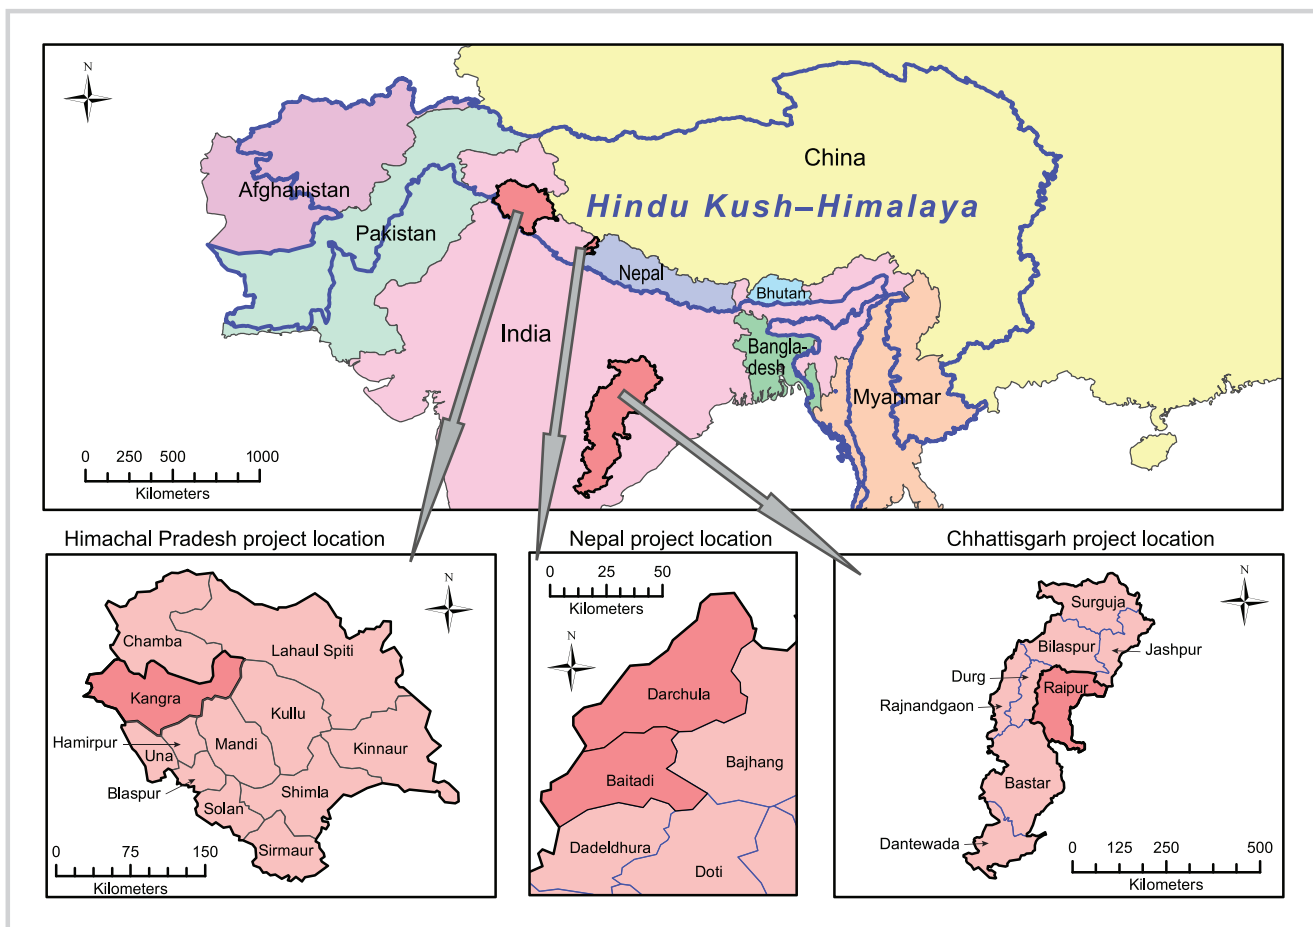 N
Afghanistan
Pakistan
China
Hindu Kush–Himalaya
Nepal
Bhutan
India
Bangla-
desh
Myanmar
0 250 500 1000
Kilometers
Himachal Pradesh project location
N
Chamba
Lahaul Spiti
Kangra
Kullu
Hamirpur
Una
Mandi
Kinnaur
Blaspur
Shimla
Solan
Sirmaur
0 75 150
Kilometers
Nepal project location
0 25 50
Kilometers
N
Darchula
Baitadi
Bajhang
Dadeldhura
Doti
Chhattisgarh project location
N
Surguja
Bilaspur
Jashpur
Durg
Raipur
Rajnandgaon
Bastar
Dantewada
0 125 250 500
Kilometers